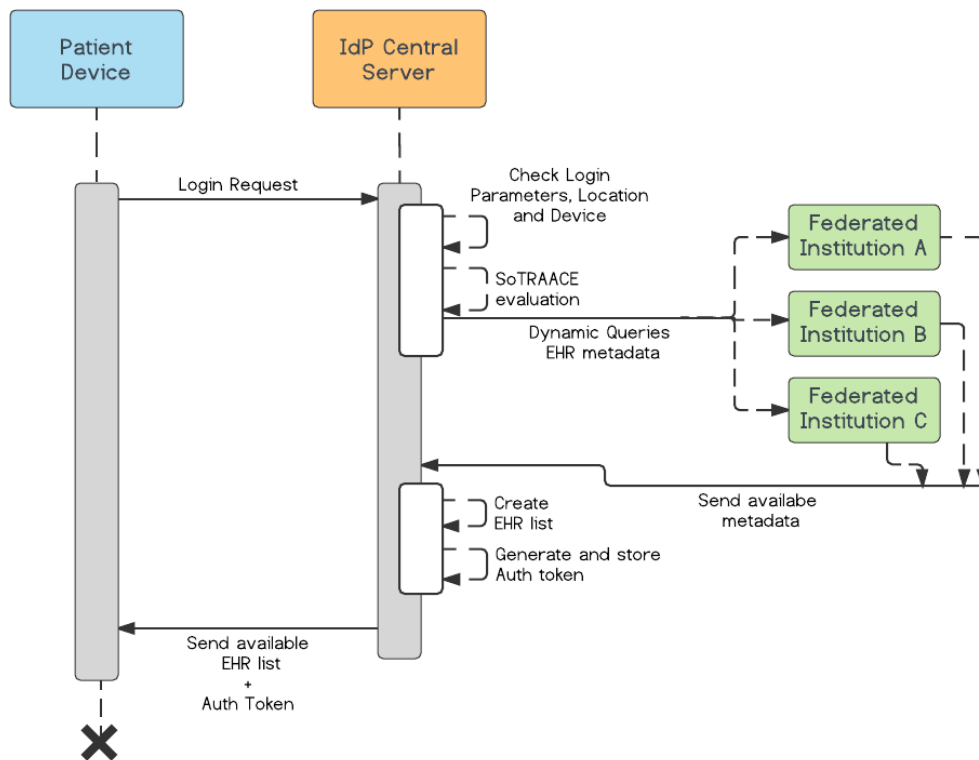 Patient
Device
IdP Central
Server
Login Request
Check Login
Parameters, Location
and Device
SoTRAACE
evaluation
Dynamic Queries
EHR metadata
Federated
Institution A
Federated
Institution B
Federated
Institution C
Send availabe
metadata
Create
EHR list
Generate and store
Auth token
Send available
EHR list
+
Auth Token